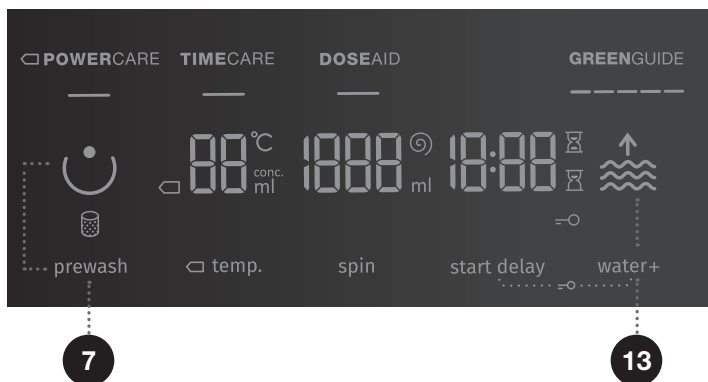 POWERCARE TIMECARE DOSEAID GREENGUIDE
88 °C 1888 18:88
conc.
ml ml
prewash temp. spin start delay water+
7 13